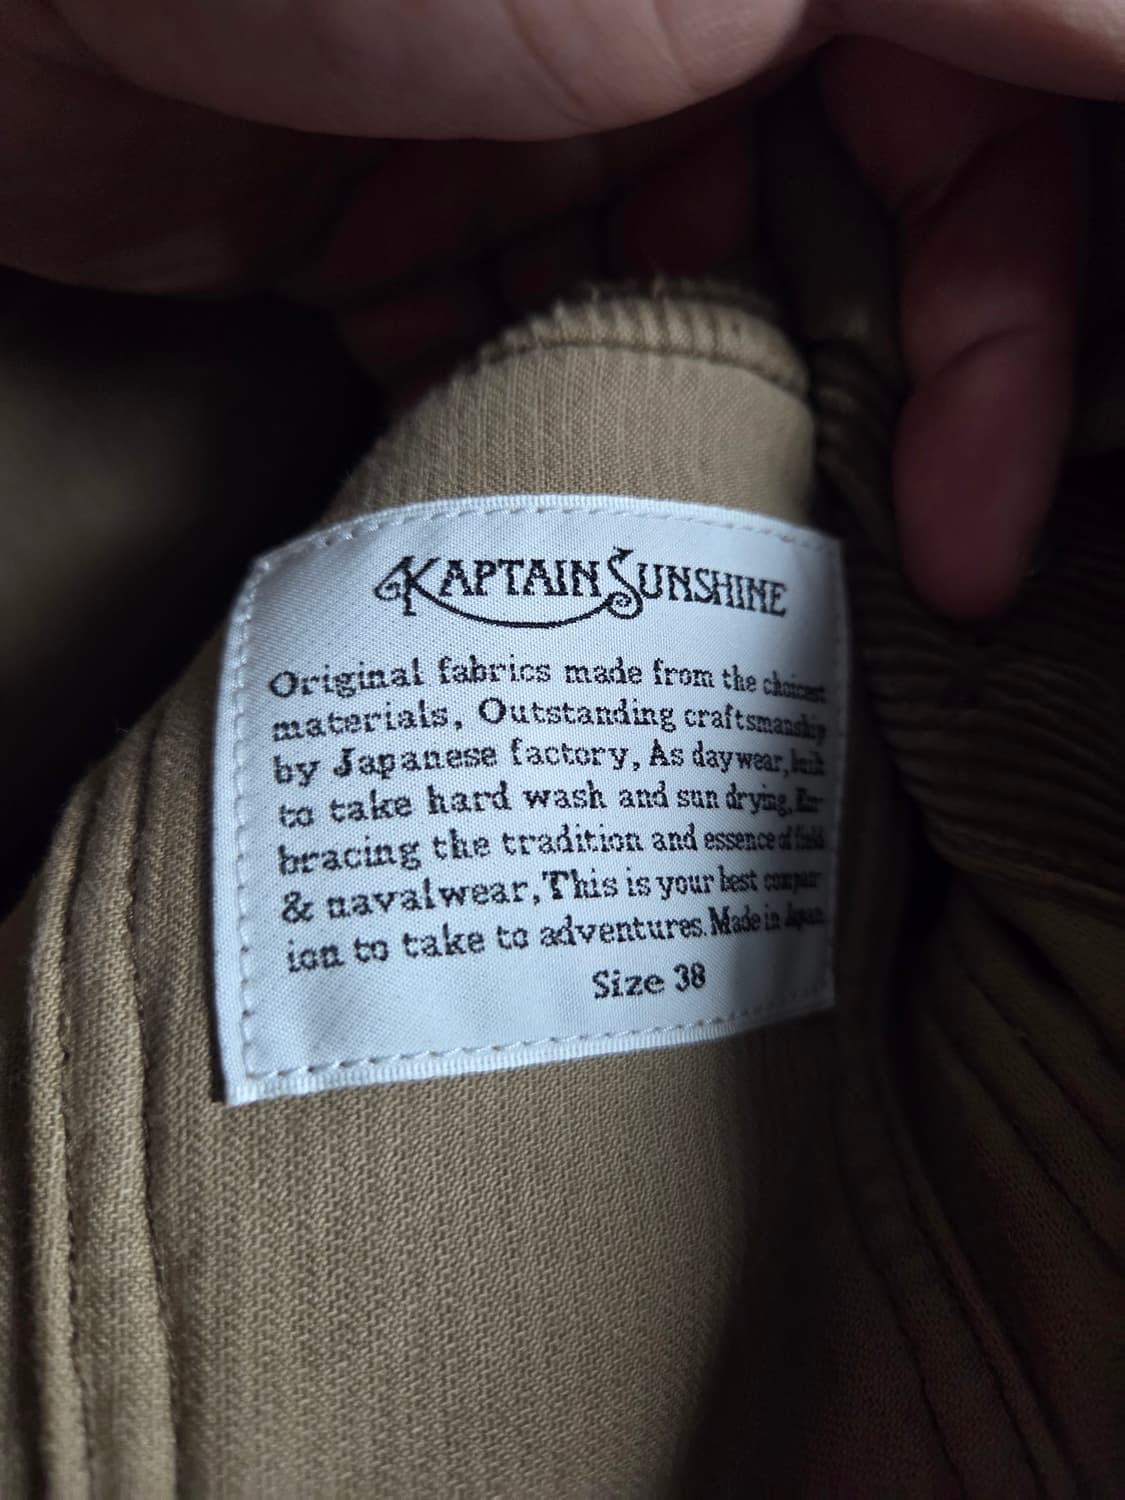 KAPTAIN SUNSHINE
Original fabrics made from the choicest
materials, Outstanding craftsmanship
by Japanese factory, As daywear, built
to take hard wash and sun drying, Em-
bracing the tradition and essence of field
& navalwear, This is your best compan-
ion to take to adventures. Made in Japan.
Size 38